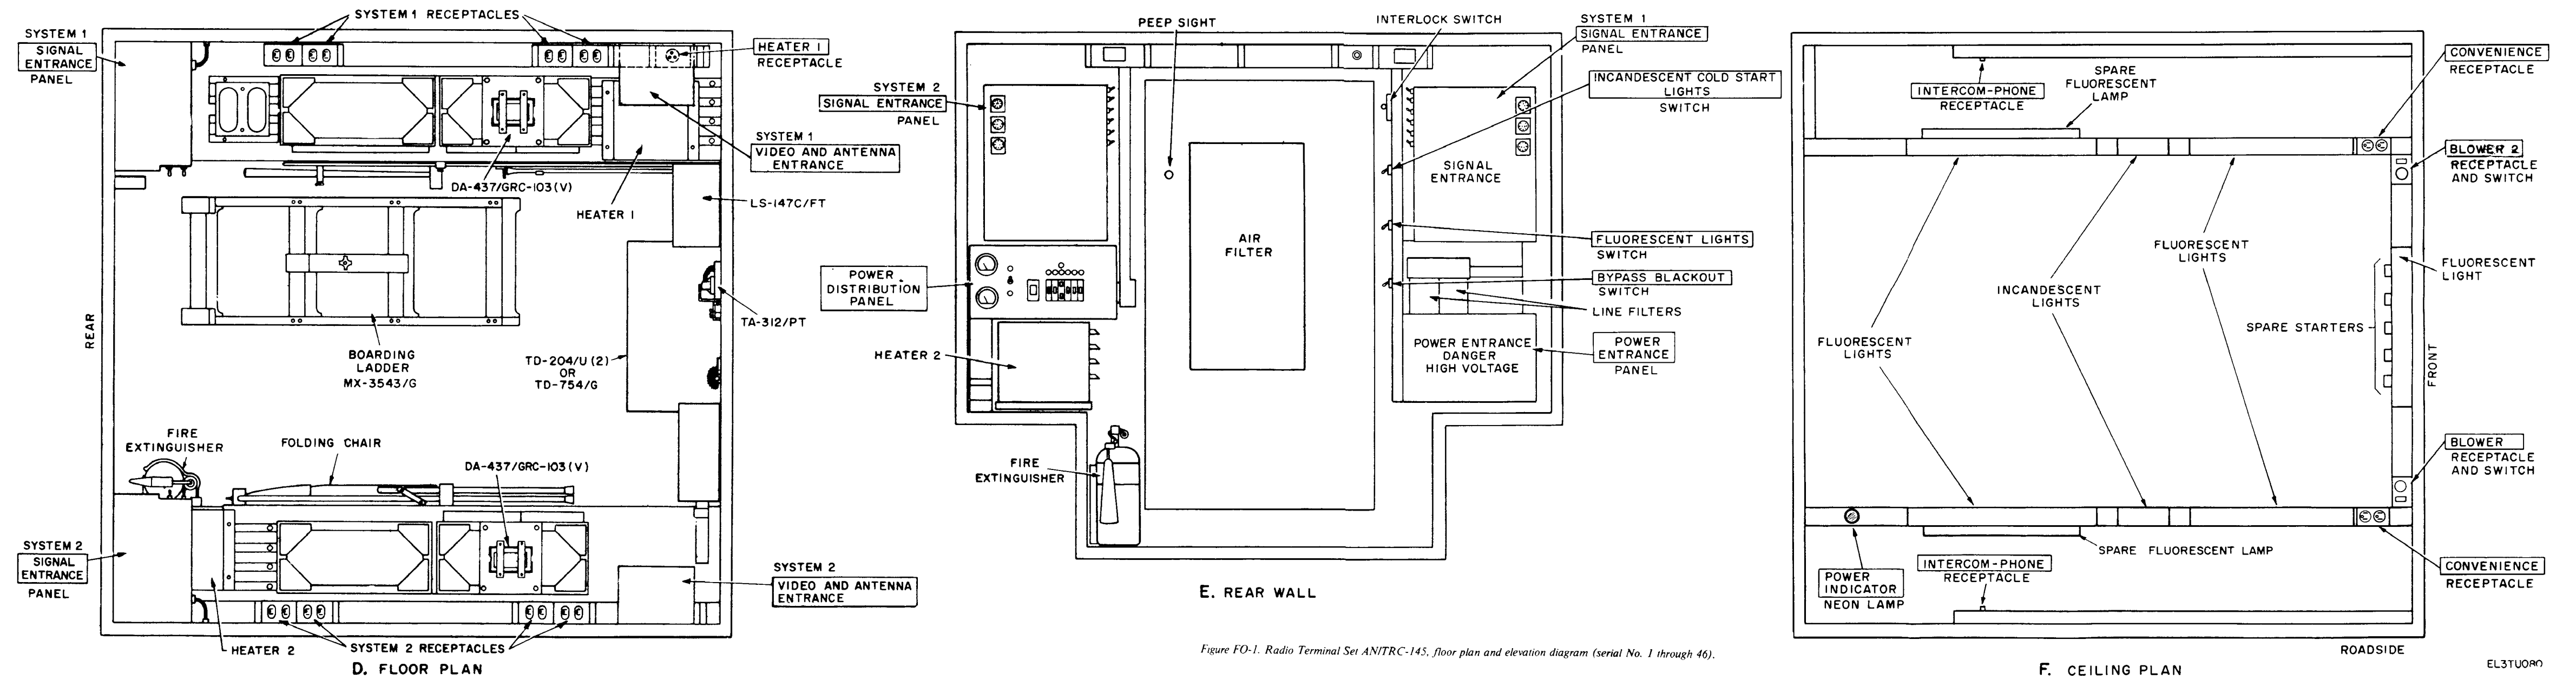 SYSTEM 1 RECEPTACLES
SYSTEM 1
SIGNAL
ENTRANCE
PANEL
HEATER 1
RECEPTACLE
SYSTEM 1
VIDEO AND ANTENNA
ENTRANCE
DA-437/GRC-103(V)
HEATER 1
LS-147C/FT
TA-312/PT
REAR
BOARDING
LADDER
MX-3543/G
TD-204/U(2)
OR
TD-754/G
FIRE
EXTINGUISHER
FOLDING CHAIR
DA-437/GRC-103(V)
SYSTEM 2
SIGNAL
ENTRANCE
PANEL
SYSTEM 2
VIDEO AND ANTENNA
ENTRANCE
HEATER 2
SYSTEM 2 RECEPTACLES
D. FLOOR PLAN
PEEP SIGHT
INTERLOCK SWITCH
SYSTEM 1
SIGNAL ENTRANCE
PANEL
SYSTEM 2
SIGNAL ENTRANCE
PANEL
INCANDESCENT COLD START
LIGHTS
SWITCH
SIGNAL
ENTRANCE
AIR
FILTER
FLUORESCENT LIGHTS
SWITCH
POWER
DISTRIBUTION
PANEL
BYPASS BLACKOUT
SWITCH
LINE FILTERS
HEATER 2
POWER ENTRANCE
DANGER
HIGH VOLTAGE
POWER
ENTRANCE
PANEL
FIRE
EXTINGUISHER
E. REAR WALL
Figure FO-1. Radio Terminal Set AN/TRC-145, floor plan and elevation diagram (serial No. 1 through 46).
CONVENIENCE
RECEPTACLE
INTERCOM-PHONE
RECEPTACLE
SPARE
FLUORESCENT
LAMP
BLOWER 2
RECEPTACLE
AND SWITCH
FLUORESCENT
LIGHTS
INCANDESCENT
LIGHTS
FLUORESCENT
LIGHTS
FLUORESCENT
LIGHT
SPARE STARTERS
FRONT
BLOWER
RECEPTACLE
AND SWITCH
SPARE FLUORESCENT LAMP
INTERCOM-PHONE
RECEPTACLE
POWER
INDICATOR
NEON LAMP
CONVENIENCE
RECEPTACLE
ROADSIDE
F. CEILING PLAN